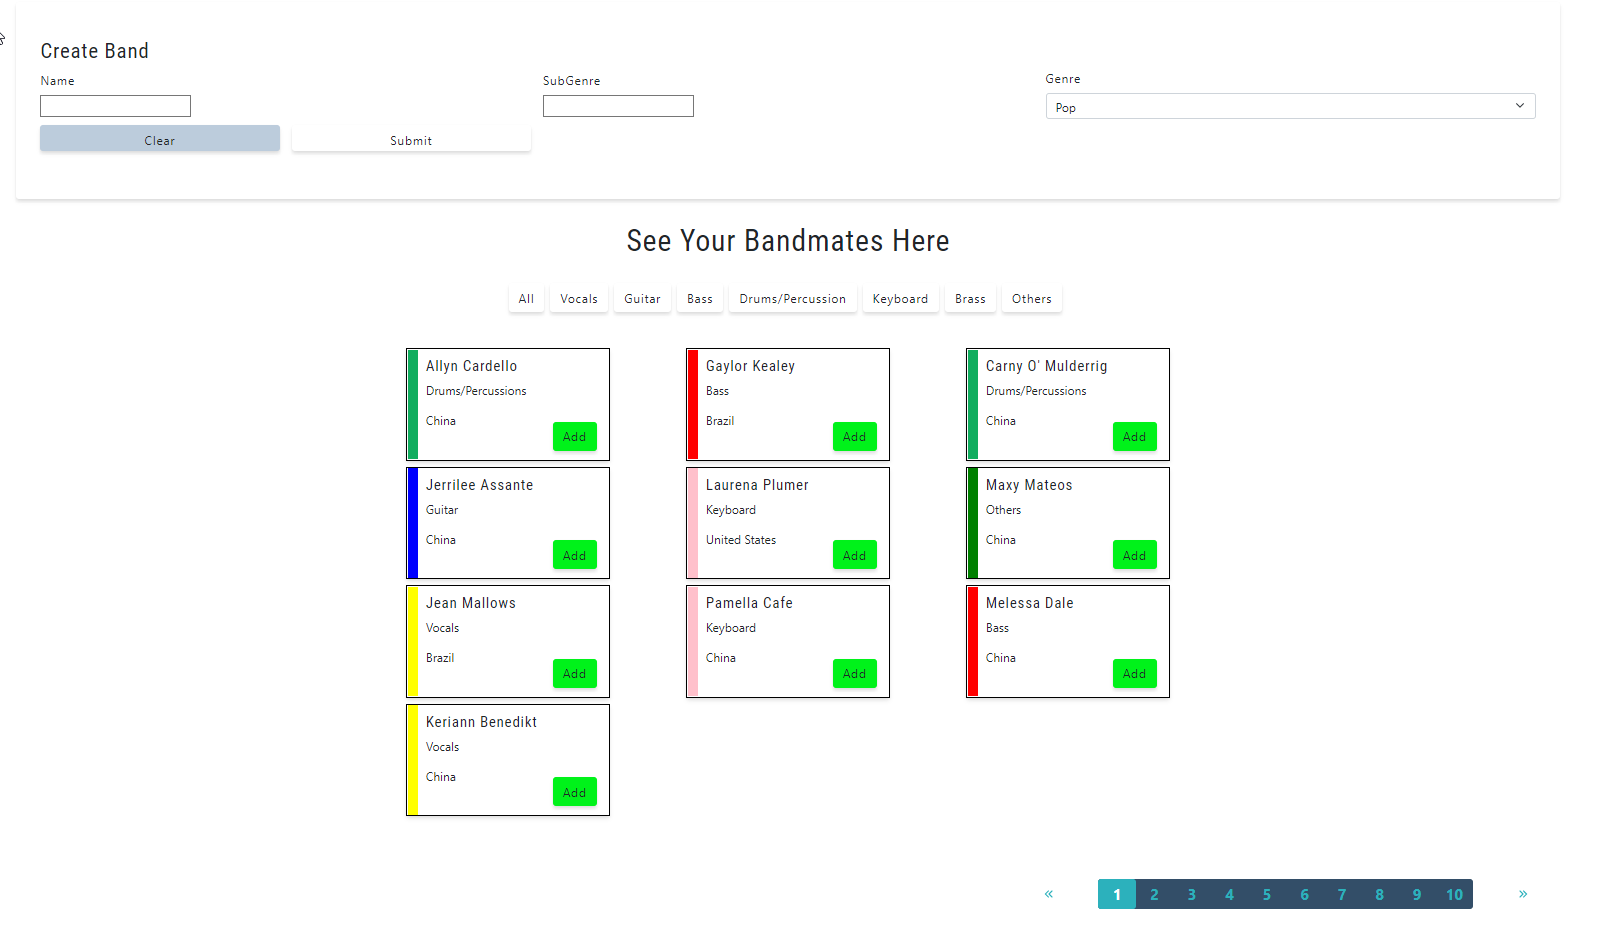 Create Band
Name SubGenre Genre
Pop
Clear Submit
See Your Bandmates Here
All Vocals Guitar Bass Drums/Percussion Keyboard Brass Others
Allyn Cardello
Drums/Percussions
China
Add
Gaylor Kealey
Bass
Brazil
Add
Carny O' Mulderrig
Drums/Percussions
China
Add
Jerrilee Assante
Guitar
China
Add
Laurena Plumer
Keyboard
United States
Add
Maxy Mateos
Others
China
Add
Jean Mallows
Vocals
Brazil
Add
Pamella Cafe
Keyboard
China
Add
Melessa Dale
Bass
China
Add
Keriann Benedikt
Vocals
China
Add
« 1 2 3 4 5 6 7 8 9 10 »